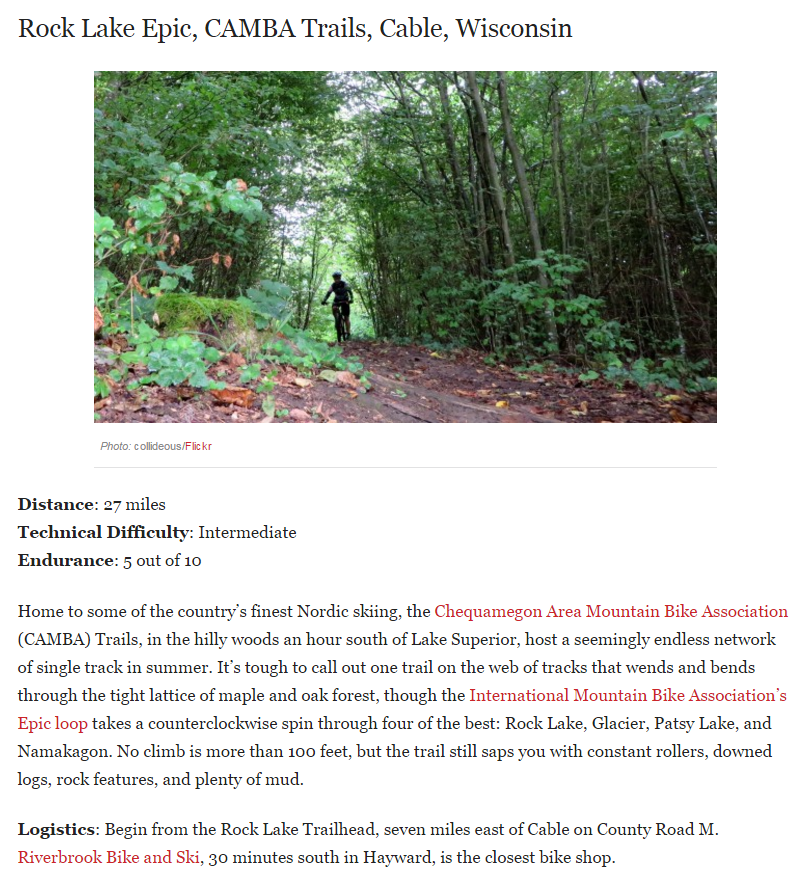 Rock Lake Epic, CAMBA Trails, Cable, Wisconsin
Photo: collideous/Flickr
Distance: 27 miles
Technical Difficulty: Intermediate
Endurance: 5 out of 10
Home to some of the country’s finest Nordic skiing, the Chequamegon Area Mountain Bike Association
(CAMBA) Trails, in the hilly woods an hour south of Lake Superior, host a seemingly endless network
of single track in summer. It’s tough to call out one trail on the web of tracks that wends and bends
through the tight lattice of maple and oak forest, though the International Mountain Bike Association’s
Epic loop takes a counterclockwise spin through four of the best: Rock Lake, Glacier, Patsy Lake, and
Namakagon. No climb is more than 100 feet, but the trail still saps you with constant rollers, downed
logs, rock features, and plenty of mud.
Logistics: Begin from the Rock Lake Trailhead, seven miles east of Cable on County Road M.
Riverbrook Bike and Ski, 30 minutes south in Hayward, is the closest bike shop.